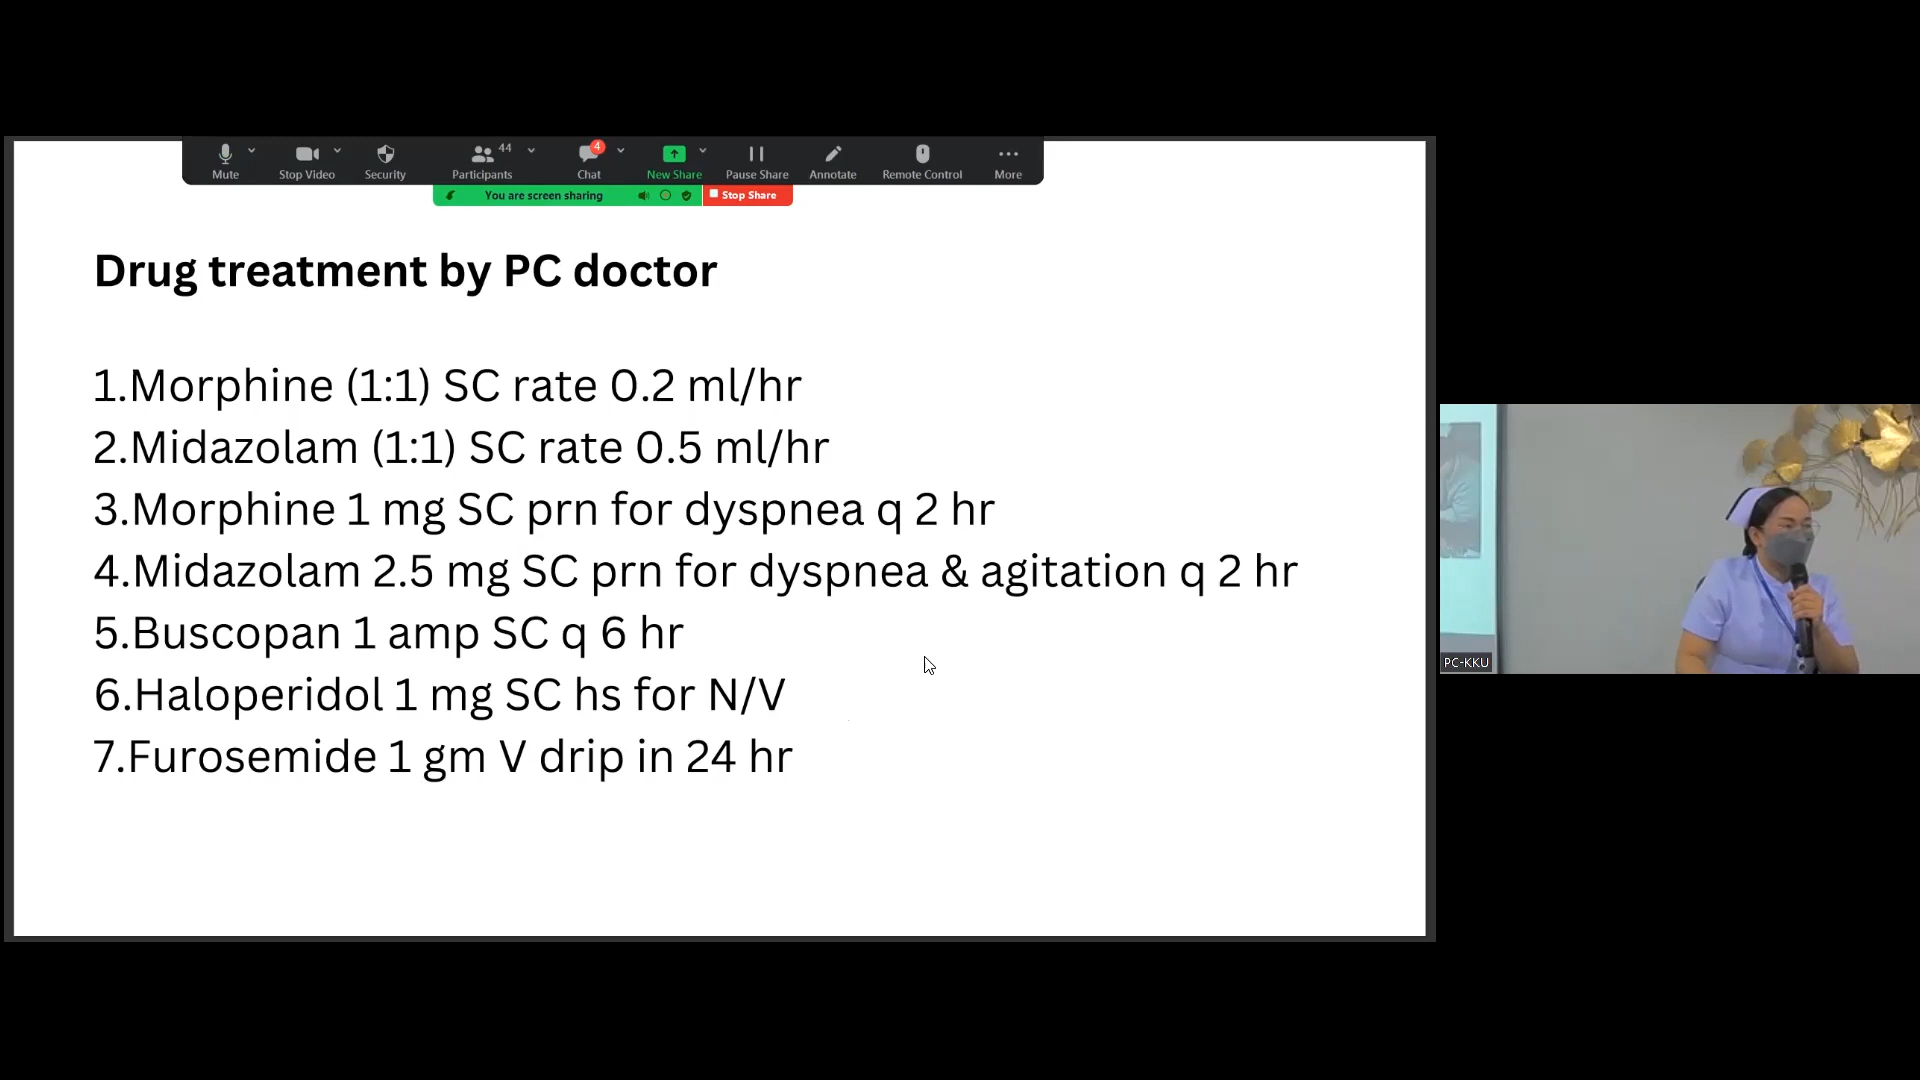 Mute
Stop Video
Security
44
Participants
4
Chat
New Share
Pause Share
Annotate
Remote Control
More
You are screen sharing
Stop Share
Drug treatment by PC doctor
1.Morphine (1:1) SC rate 0.2 ml/hr
2.Midazolam (1:1) SC rate 0.5 ml/hr
3.Morphine 1 mg SC prn for dyspnea q 2 hr
4.Midazolam 2.5 mg SC prn for dyspnea & agitation q 2 hr
5.Buscopan 1 amp SC q 6 hr
6.Haloperidol 1 mg SC hs for N/V
7.Furosemide 1 gm V drip in 24 hr
PC-KKU